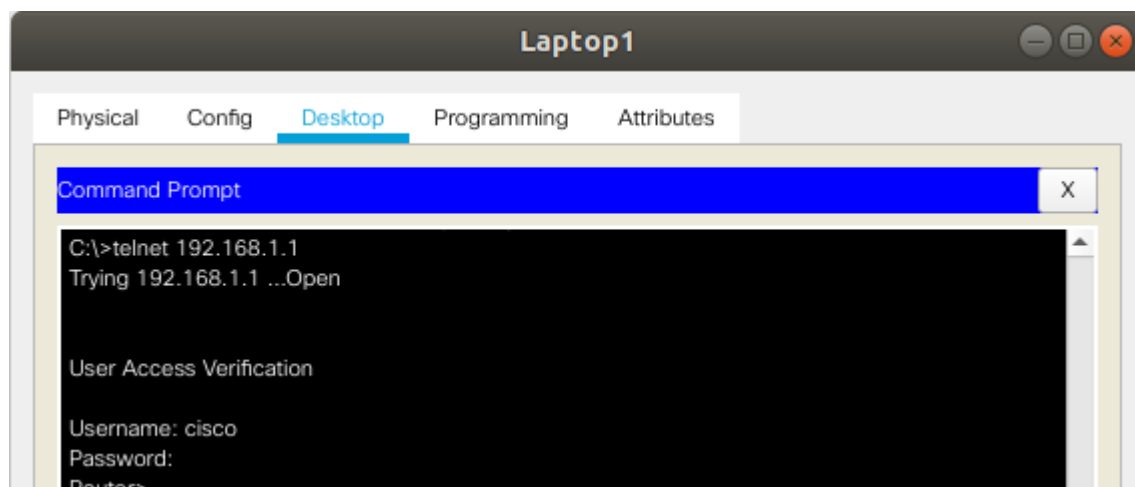 Laptop1
Physical Config Desktop Programming Attributes
Command Prompt X
C:\>telnet 192.168.1.1
Trying 192.168.1.1 ...Open
User Access Verification
Username: cisco
Password:
Router>